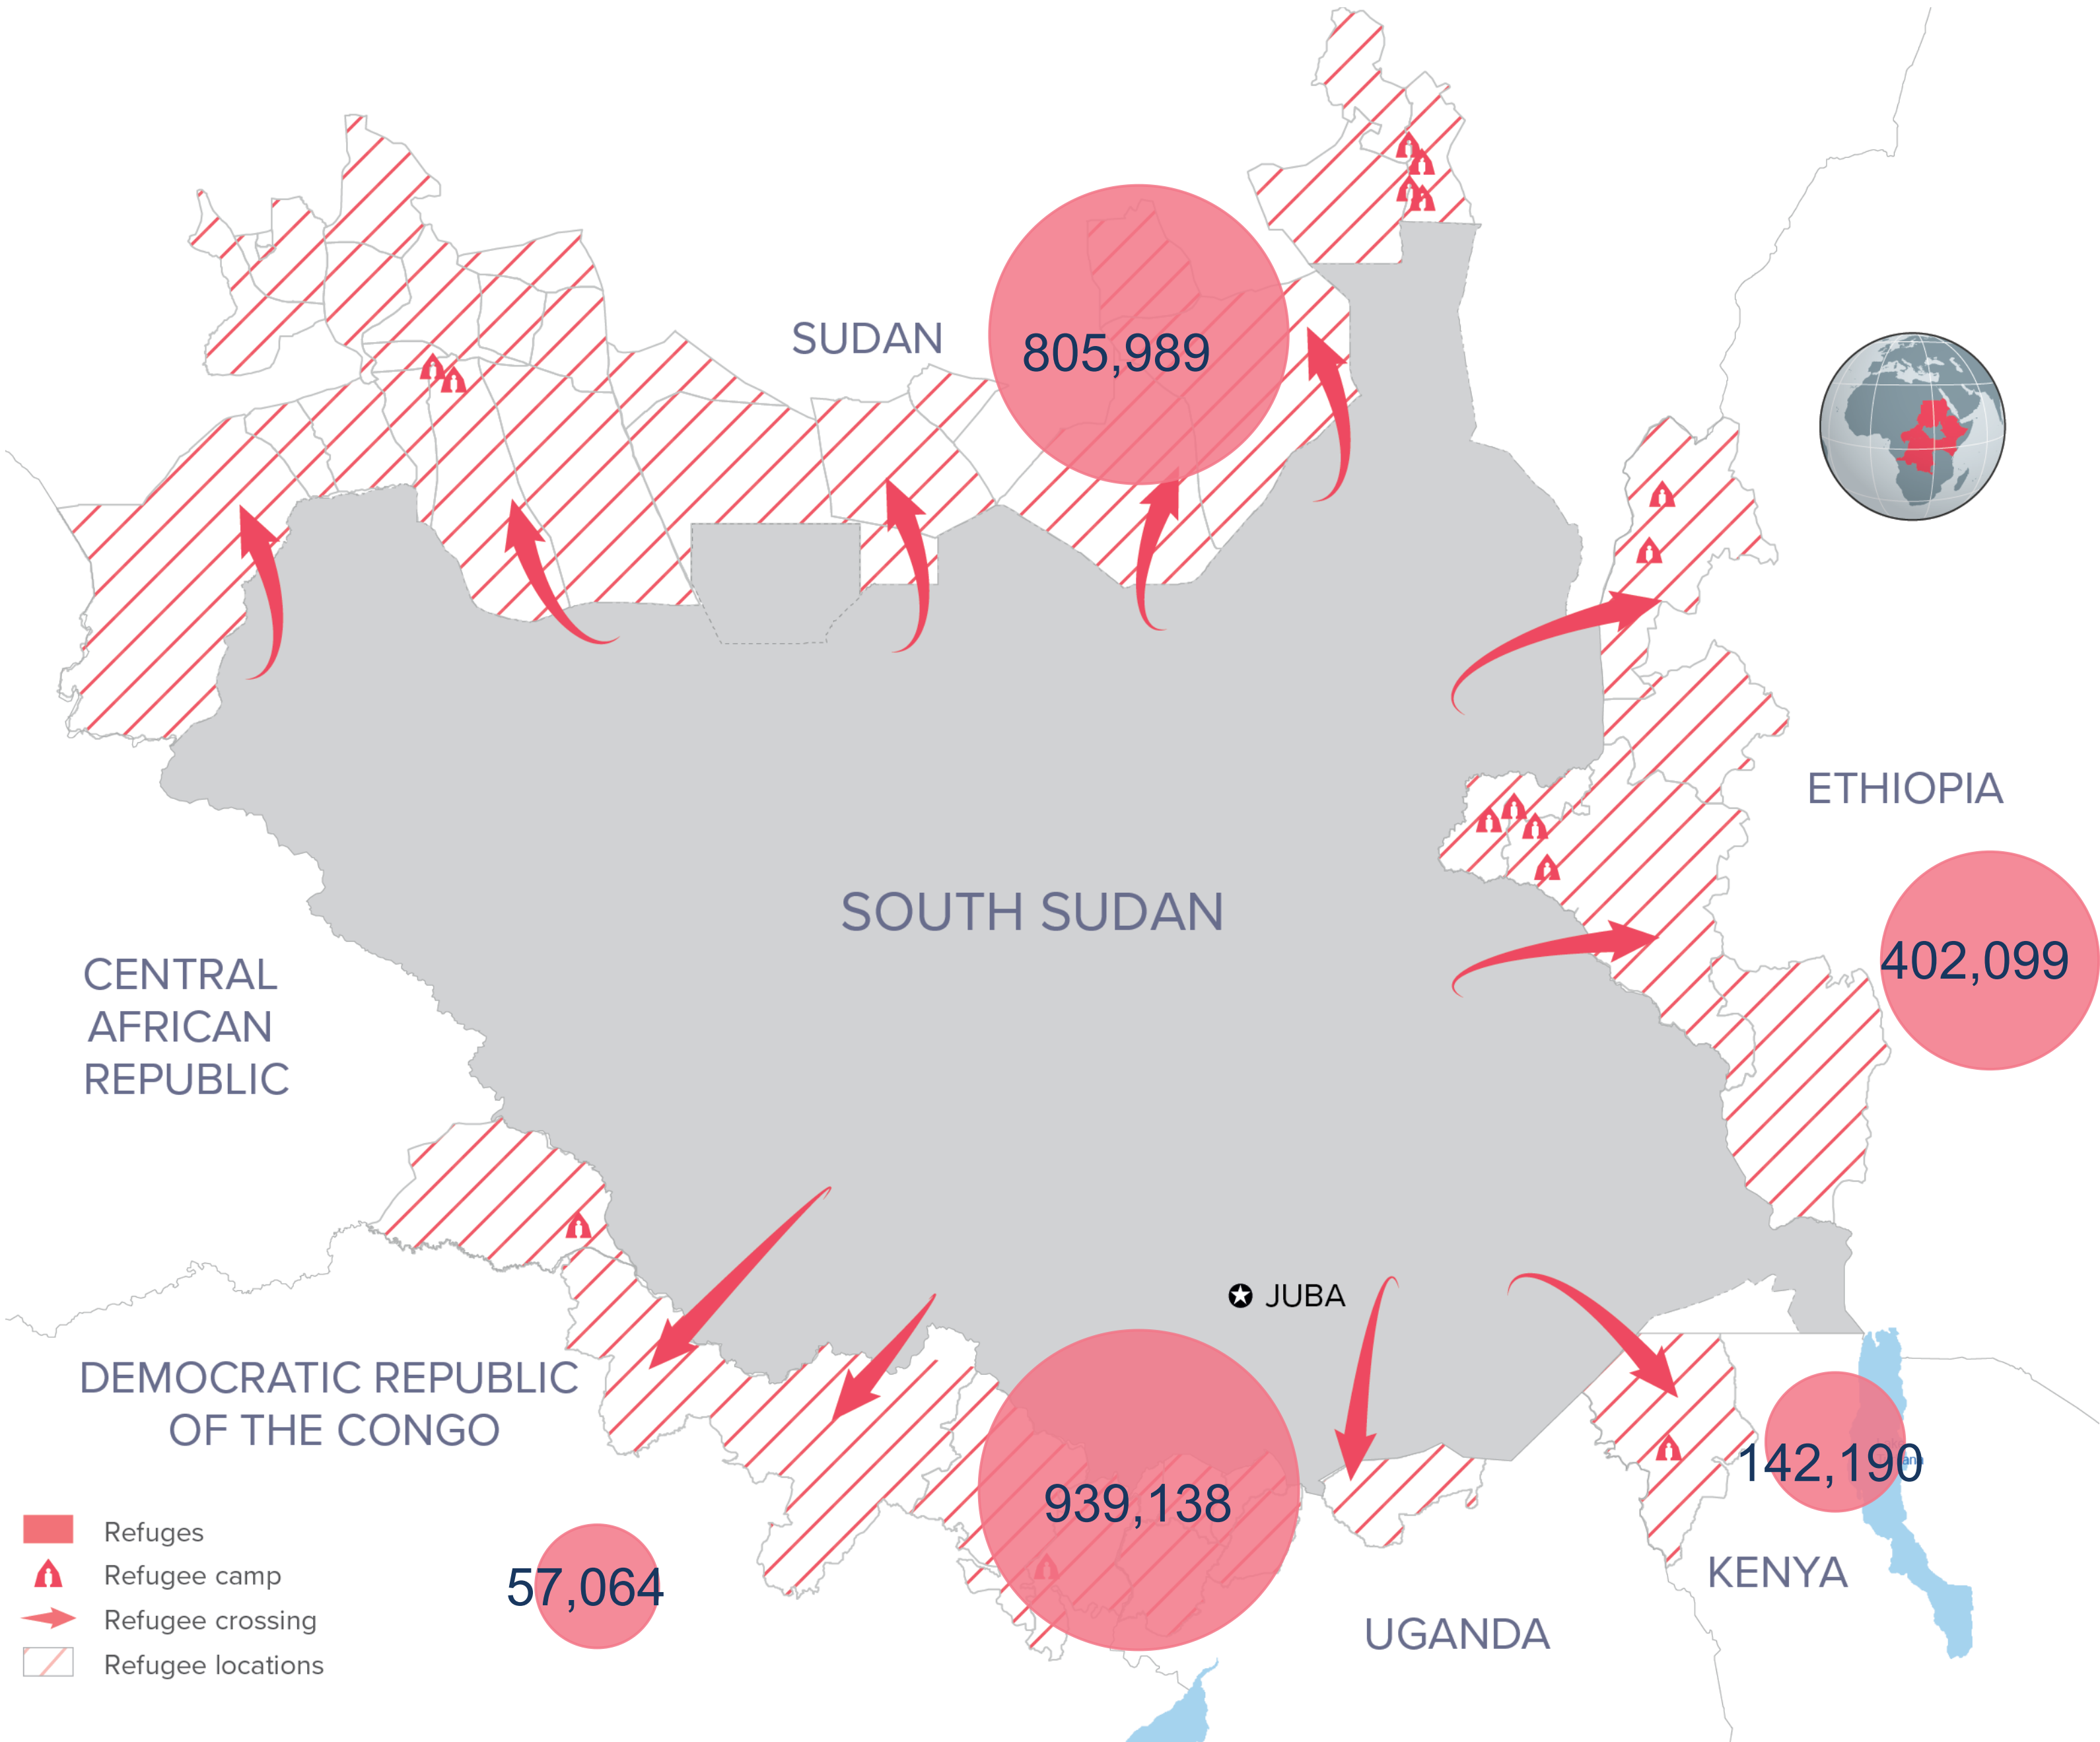 SUDAN
805,989
ETHIOPIA
SOUTH SUDAN
402,099
CENTRAL
AFRICAN
REPUBLIC
JUBA
DEMOCRATIC REPUBLIC
OF THE CONGO
142,190
939,138
57,064
KENYA
UGANDA
Refuges
Refugee camp
Refugee crossing
Refugee locations